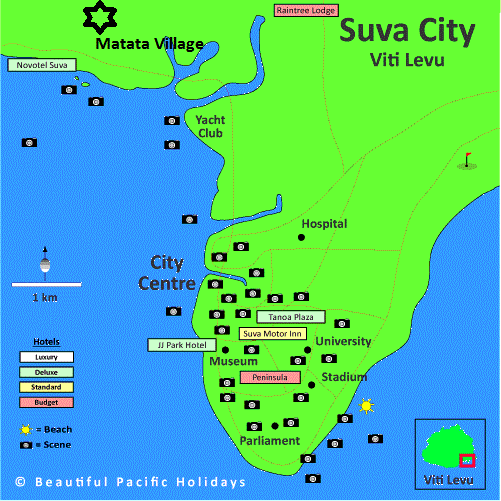 Raintree Lodge
Suva City
Viti Levu
Matata Village
Novotel Suva
Yacht
Club
Hospital
City
Centre
1 km
Tanoa Plaza
Suva Motor Inn
University
JJ Park Hotel
Museum
Peninsula
Stadium
Hotels
Luxury
Deluxe
Standard
Budget
= Beach
= Scene
Parliament
Viti Levu
© Beautiful Pacific Holidays